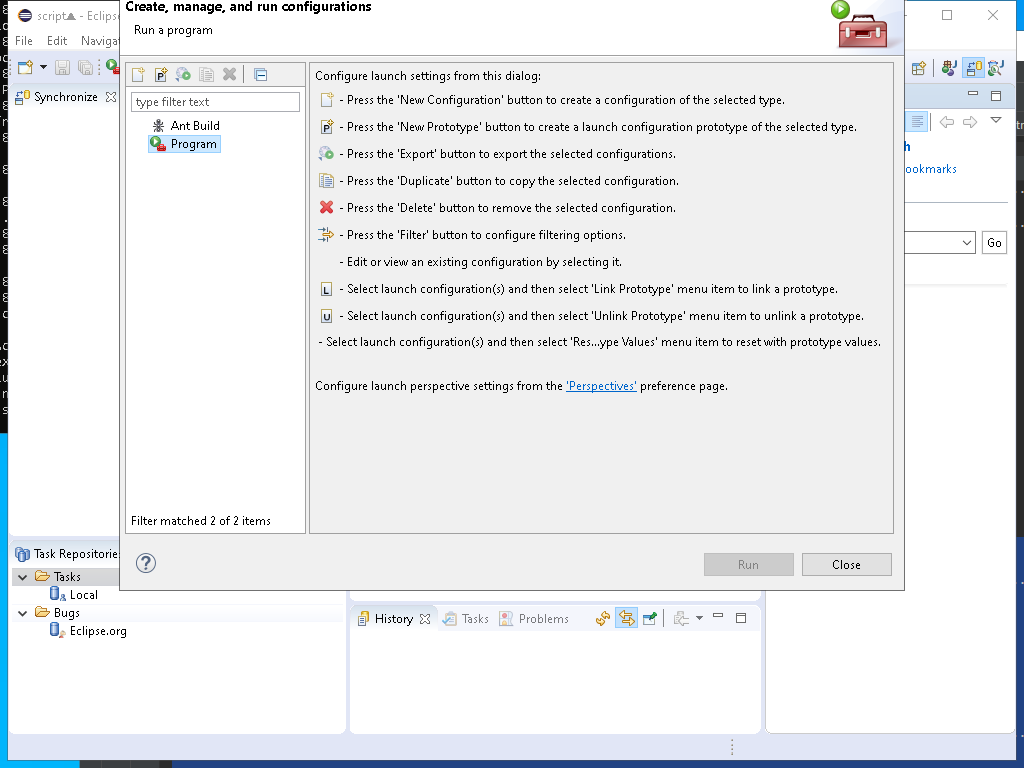 Create, manage, and run configurations
Run a program
File Edit
Synchronize
type filter text
Ant Build
Program
Filter matched 2 of 2 items
Configure launch settings from this dialog:
- Press the 'New Configuration' button to create a configuration of the selected type.
- Press the 'New Prototype' button to create a launch configuration prototype of the selected type.
- Press the 'Export' button to export the selected configurations.
- Press the 'Duplicate' button to copy the selected configuration.
- Press the 'Delete' button to remove the selected configuration.
- Press the 'Filter' button to configure filtering options.
- Edit or view an existing configuration by selecting it.
L - Select launch configuration(s) and then select 'Link Prototype' menu item to link a prototype.
U - Select launch configuration(s) and then select 'Unlink Prototype' menu item to unlink a prototype.
- Select launch configuration(s) and then select 'Res...ype Values' menu item to reset with prototype values.
Configure launch perspective settings from the 'Perspectives' preference page.
Run
Close
ookmarks
Go
Task Repositorie
Tasks
Local
Bugs
Eclipse.org
History
Tasks
Problems